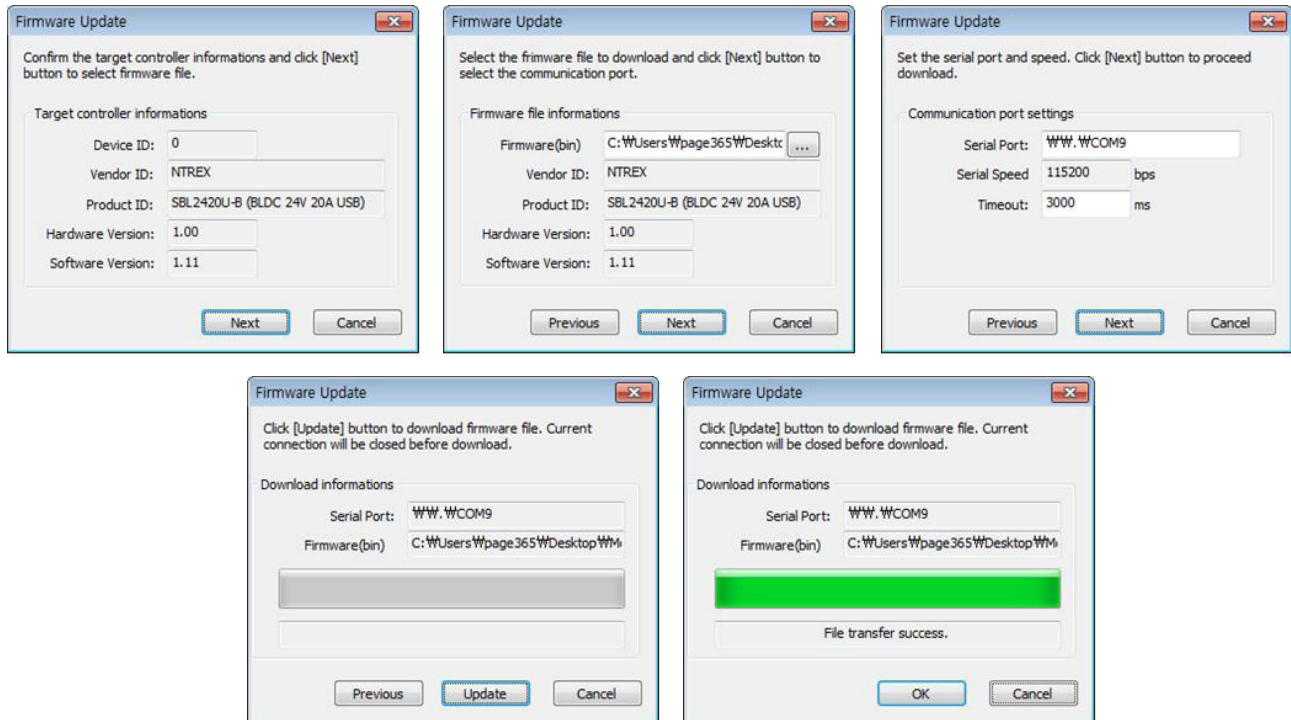 Firmware Update
Confirm the target controller informations and click [Next]
button to select firmware file.
Target controller informations
Device ID: 0
Vendor ID: NTREX
Product ID: SBL2420U-B (BLDC 24V 20A USB)
Hardware Version: 1.00
Software Version: 1.11
Next Cancel
Firmware Update
Select the frimware file to download and click [Next] button to
select the communication port.
Firmware file informations
Firmware(bin) C:₩Users₩page365₩Deskto ...
Vendor ID: NTREX
Product ID: SBL2420U-B (BLDC 24V 20A USB)
Hardware Version: 1.00
Software Version: 1.11
Previous Next Cancel
Firmware Update
Set the serial port and speed. Click [Next] button to proceed
download.
Communication port settings
Serial Port: ₩₩.₩COM9
Serial Speed 115200 bps
Timeout: 3000 ms
Previous Next Cancel
Firmware Update
Click [Update] button to download firmware file. Current
connection will be closed before download.
Download informations
Serial Port: ₩₩.₩COM9
Firmware(bin) C:₩Users₩page365₩Desktop₩M
Previous Update Cancel
Firmware Update
Click [Update] button to download firmware file. Current
connection will be closed before download.
Download informations
Serial Port: ₩₩.₩COM9
Firmware(bin) C:₩Users₩page365₩Desktop₩M
File transfer success.
OK Cancel